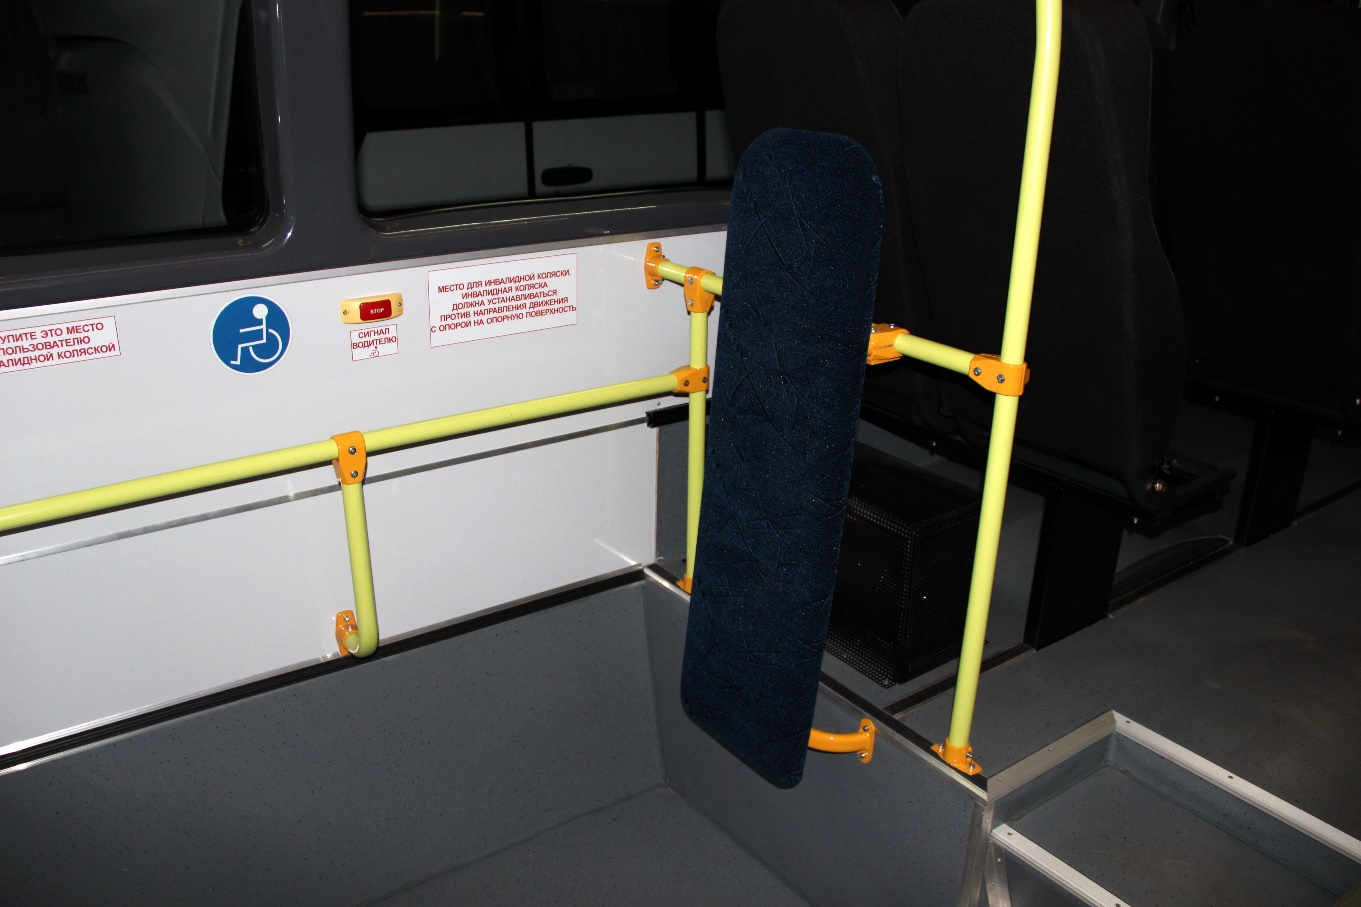 УПИТЕ ЭТО МЕСТО
ПОЛЬЗОВАТЕЛЮ
АЛИДНОЙ КОЛЯСКОЙ
STOP
СИГНАЛ
ВОДИТЕЛЮ
МЕСТО ДЛЯ ИНВАЛИДНОЙ КОЛЯСКИ.
ИНВАЛИДНАЯ КОЛЯСКА
ДОЛЖНА УСТАНАВЛИВАТЬСЯ
ПРОТИВ НАПРАВЛЕНИЯ ДВИЖЕНИЯ
С ОПОРОЙ НА ОПОРНУЮ ПОВЕРХНОСТЬ